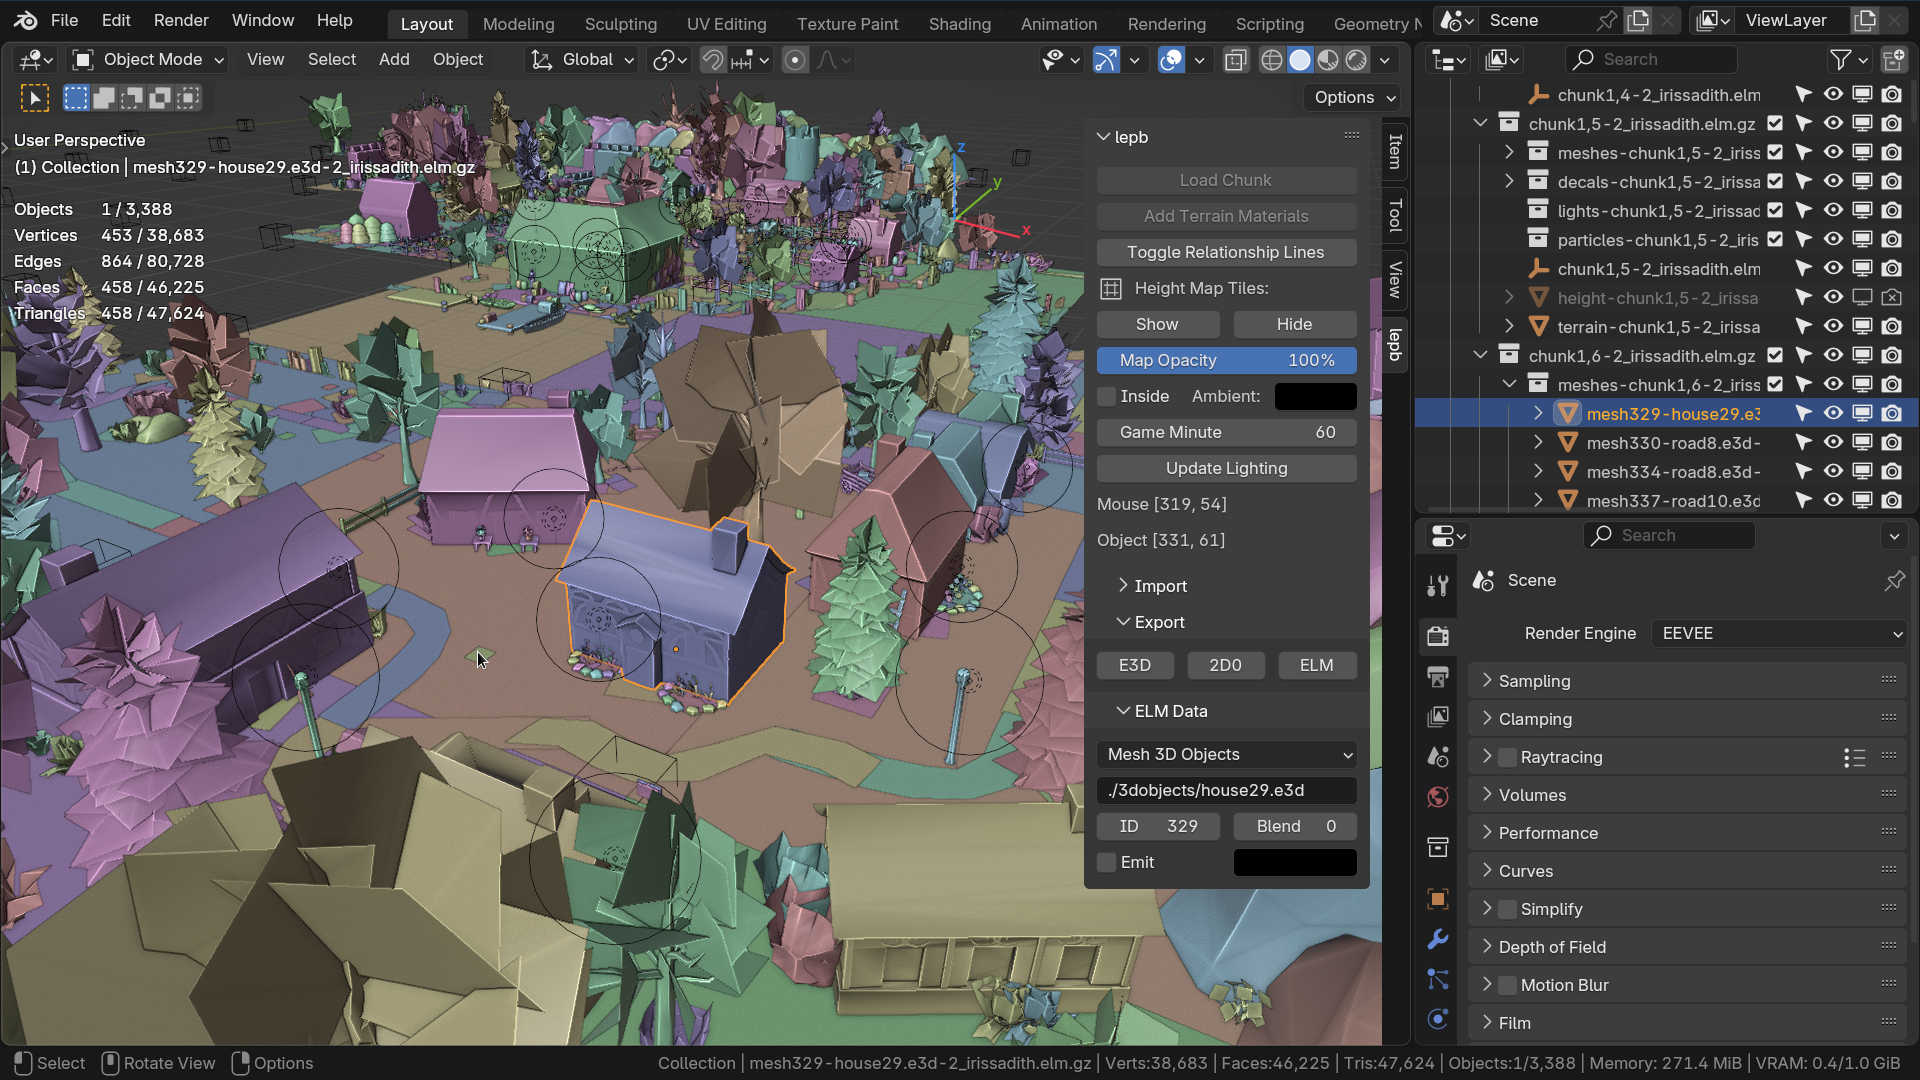 File Edit Render Window Help
Layout Modeling Sculpting UV Editing Texture Paint Shading Animation Rendering Scripting Geometry N
Scene
ViewLayer
Object Mode View Select Add Object Global
Search
Options
User Perspective
(1) Collection | mesh329-house29.e3d-2_irissadith.elm.gz
Objects 1 / 3,388
Vertices 453 / 38,683
Edges 864 / 80,728
Faces 458 / 46,225
Triangles 458 / 47,624
z
y
x
lepb
Load Chunk
Add Terrain Materials
Toggle Relationship Lines
Height Map Tiles:
Show Hide
Map Opacity 100%
Inside Ambient:
Game Minute 60
Update Lighting
Mouse [319, 54]
Object [331, 61]
Import
Export
E3D 2D0 ELM
ELM Data
Mesh 3D Objects
./3dobjects/house29.e3d
ID 329 Blend 0
Emit
Item
Tool
View
lepb
chunk1,4-2_irissadith.elm
chunk1,5-2_irissadith.elm.gz
meshes-chunk1,5-2_iriss
decals-chunk1,5-2_irissa
lights-chunk1,5-2_irissad
particles-chunk1,5-2_iris
chunk1,5-2_irissadith.elm
height-chunk1,5-2_irissa
terrain-chunk1,5-2_irissa
chunk1,6-2_irissadith.elm.gz
meshes-chunk1,6-2_iriss
mesh329-house29.e3
mesh330-road8.e3d-
mesh334-road8.e3d-
mesh337-road10.e3d
Search
Scene
Render Engine EEVEE
Sampling
Clamping
Raytracing
Volumes
Performance
Curves
Simplify
Depth of Field
Motion Blur
Film
Select Rotate View Options
Collection | mesh329-house29.e3d-2_irissadith.elm.gz | Verts:38,683 | Faces:46,225 | Tris:47,624 | Objects:1/3,388 | Memory: 271.4 MiB | VRAM: 0.4/1.0 GiB